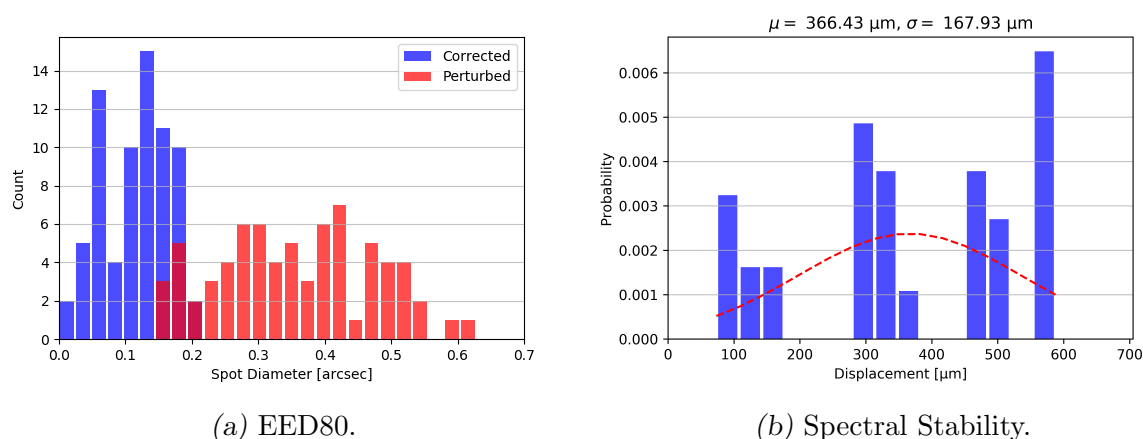 14
12
10
8
6
4
2
0
Count
Corrected
Perturbed
0.0 0.1 0.2 0.3 0.4 0.5 0.6 0.7
Spot Diameter [arcsec]
(a) EED80.
μ = 366.43 μm, σ = 167.93 μm
0.006
0.005
0.004
0.003
0.002
0.001
0.000
Probability
0 100 200 300 400 500 600 700
Displacement [μm]
(b) Spectral Stability.